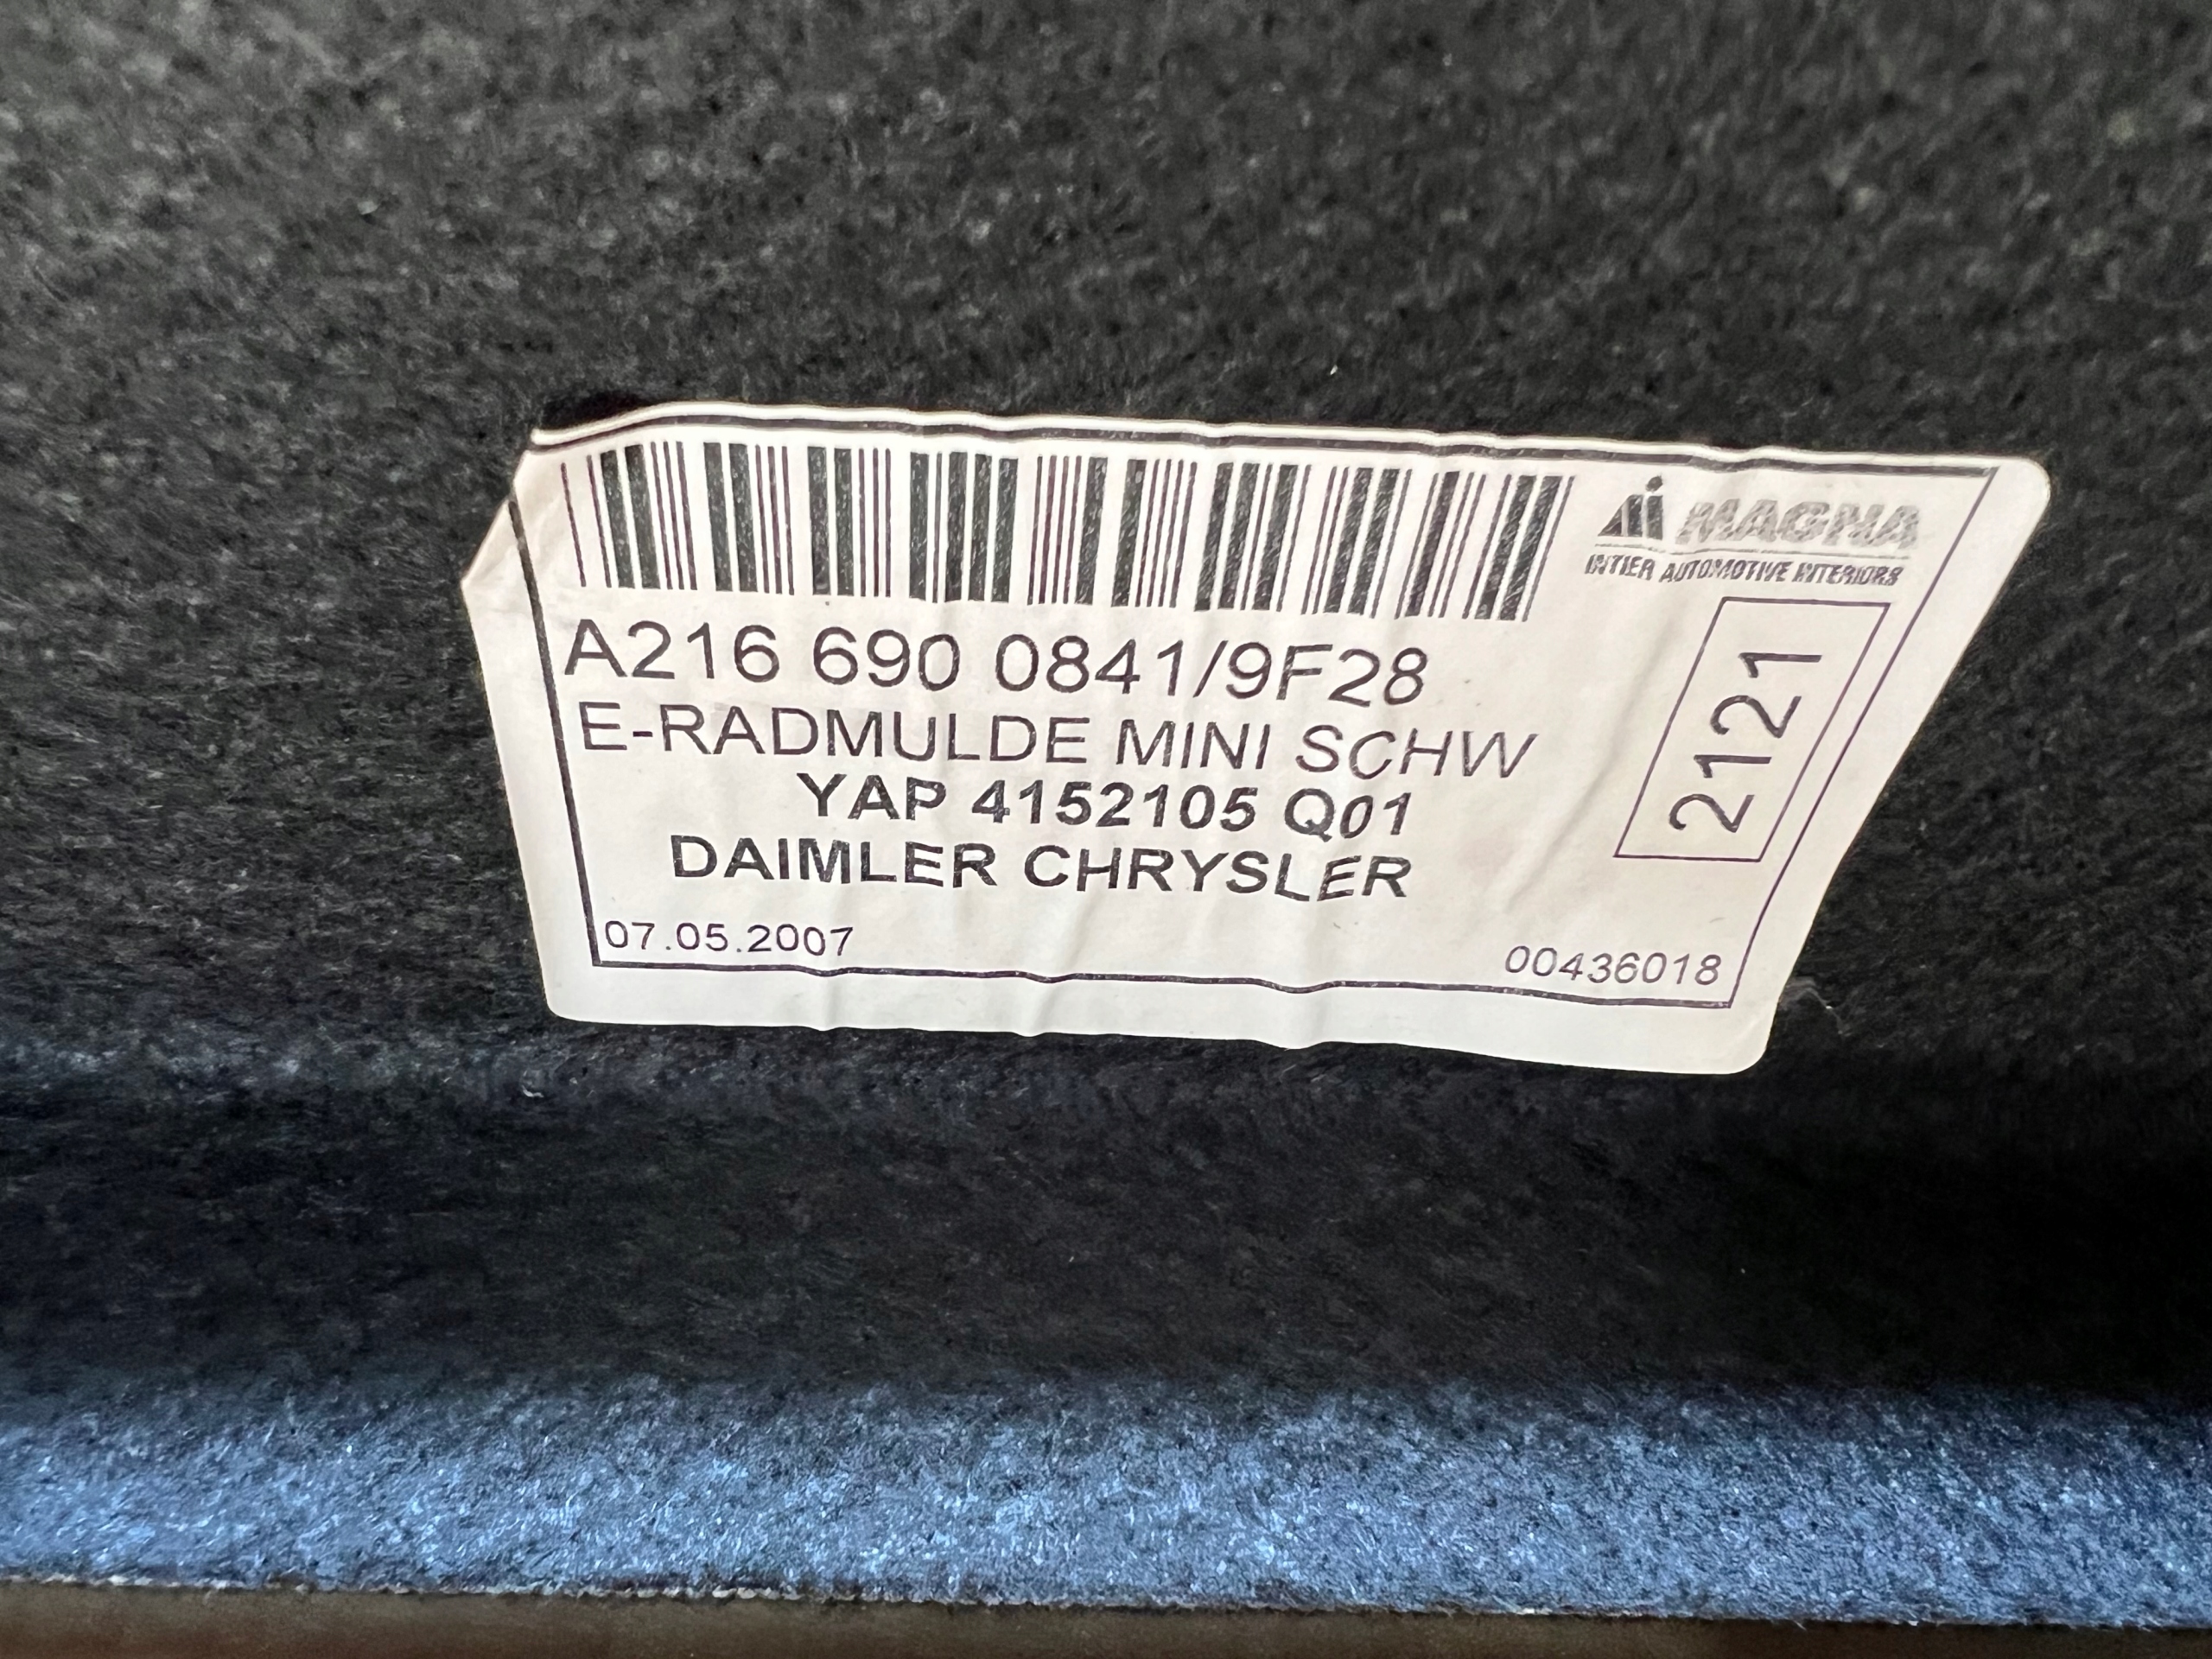 MAGNA
INTIER AUTOMOTIVE INTERIORS
A216 690 0841/9F28
E-RADMULDE MINI SCHW
YAP 4152105 Q01
DAIMLER CHRYSLER
2121
07.05.2007
00436018